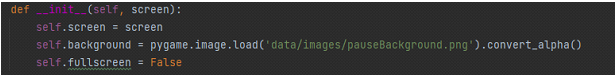 def __init__(self, screen):
    self.screen = screen
    self.background = pygame.image.load('data/images/pauseBackground.png').convert_alpha()
    self.fullscreen = False